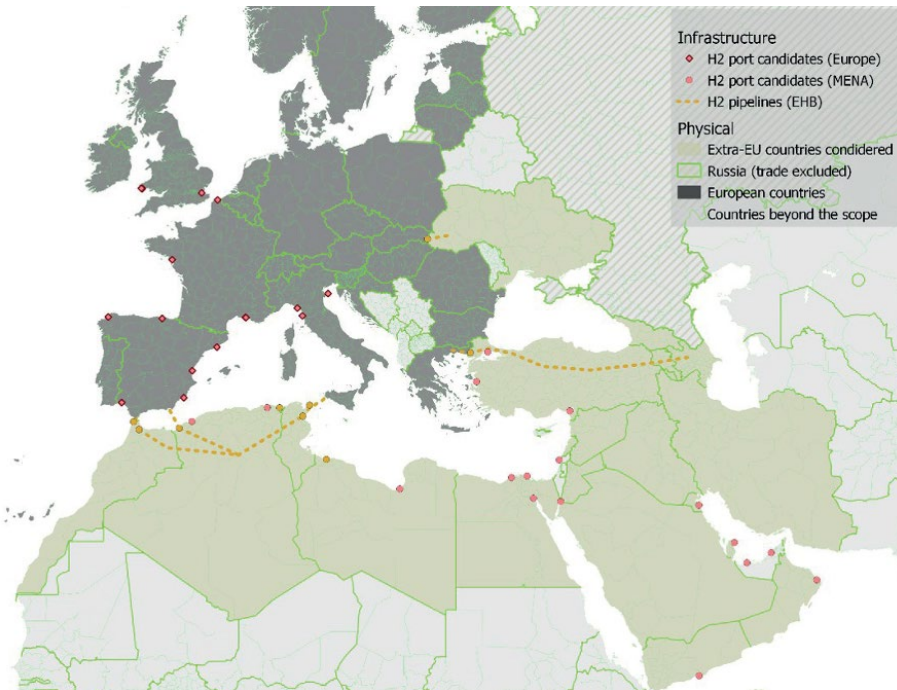 Infrastructure
H2 port candidates (Europe)
H2 port candidates (MENA)
H2 pipelines (EHB)
Physical
Extra-EU countries condidered
Russia (trade excluded)
European countries
Countries beyond the scope